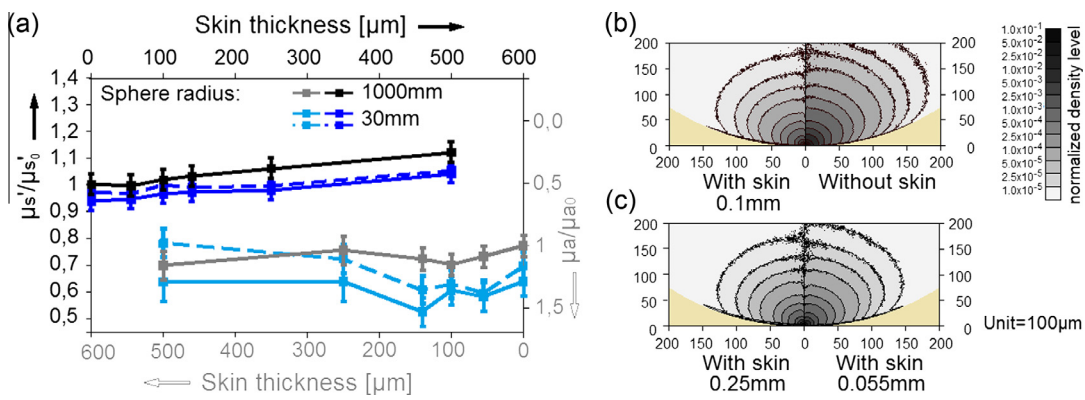 (a)
Skin thickness [µm]
0 100 200 300 400 500 600
µs'/µs'₀
1,4
1,3
1,2
1,1
1
0,9
0,8
0,7
0,6
0,5
Sphere radius:
1000mm
30mm
0,0
0,5
1
1,5
µa/µa₀
600 500 400 300 200 100 0
Skin thickness [µm]
(b)
200 200
150 150
100 100
50 50
0 0
200 150 100 50 0 50 100 150 200
With skin 0.1mm
Without skin
(c)
200 200
150 150
100 100
50 50
0 0
200 150 100 50 0 50 100 150 200
With skin 0.25mm
With skin 0.055mm
1.0x10⁻¹
5.0x10⁻²
2.5x10⁻²
1.0x10⁻²
5.0x10⁻³
2.5x10⁻³
1.0x10⁻³
5.0x10⁻⁴
2.5x10⁻⁴
1.0x10⁻⁴
5.0x10⁻⁵
2.5x10⁻⁵
1.0x10⁻⁵
normalized density level
Unit=100µm